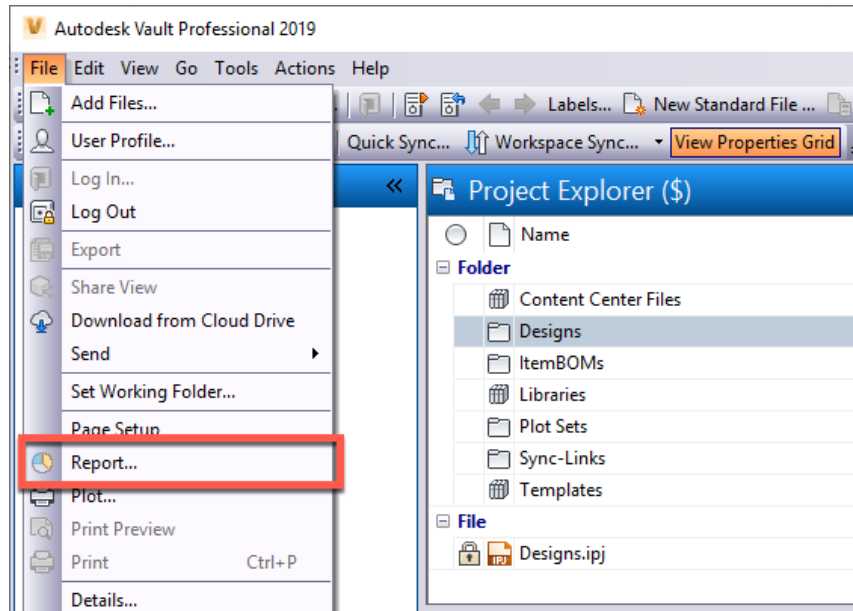 Autodesk Vault Professional 2019
File Edit View Go Tools Actions Help
Labels... New Standard File ...
Quick Sync... Workspace Sync... View Properties Grid
Add Files...
User Profile...
Log In...
Log Out
Export
Share View
Download from Cloud Drive
Send
Set Working Folder...
Page Setup
Report...
Plot...
Print Preview
Print Ctrl+P
Details...
Project Explorer ($)
Name
Folder
Content Center Files
Designs
ItemBOMs
Libraries
Plot Sets
Sync-Links
Templates
File
IPJ Designs.ipj